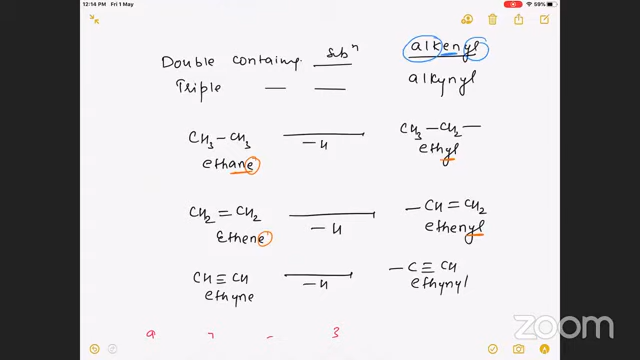 12:14 PM Fri 1 May
59%
Double containg subⁿ alkenyl
Triple — — alkynyl
CH₃ — CH₃ — H CH₃ — CH₂ —
ethane ethyl
CH₂ = CH₂ — H — CH = CH₂
Ethene ethenyl
CH ≡ CH — H — C ≡ CH
ethyne ethynyl
zoom